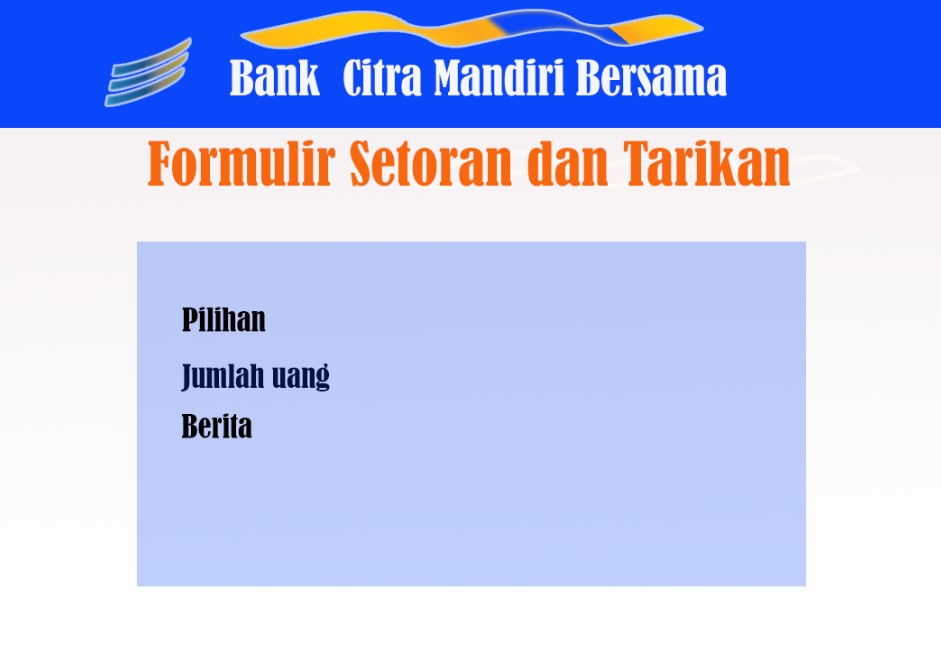 Bank Citra Mandiri Bersama
Formulir Setoran dan Tarikan
Pilihan
Jumlah uang
Berita